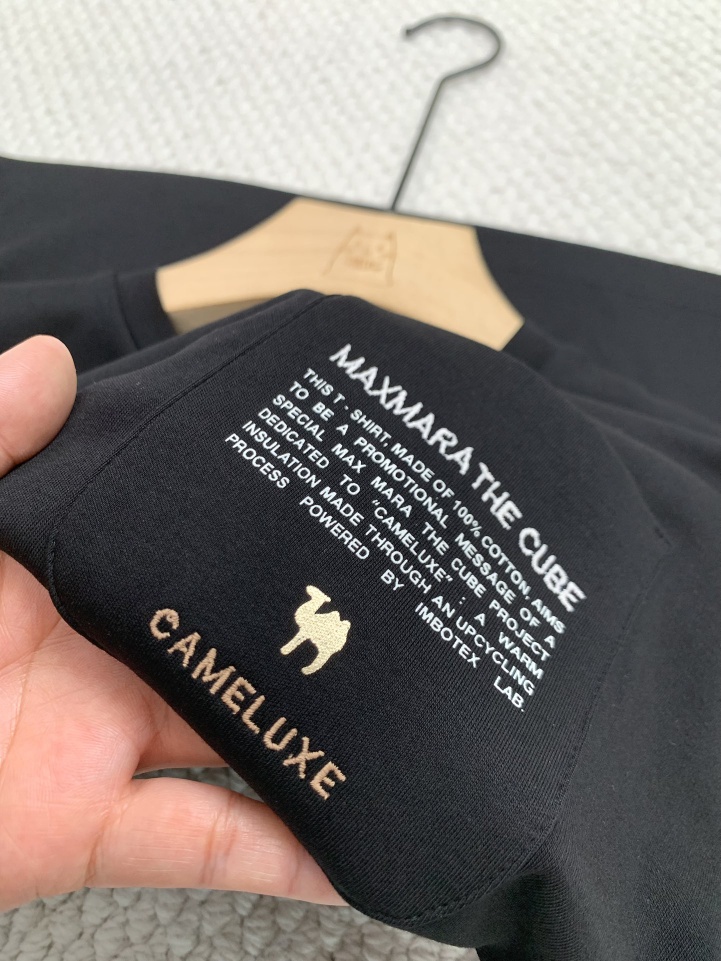 MAXMARA THE CUBE
THIS T - SHIRT, MADE OF 100% COTTON, AIMS
TO BE A PROMOTIONAL MESSAGE OF A
SPECIAL MAX MARA THE CUBE PROJECT
DEDICATED TO "CAMELUXE" : A WARM
INSULATION MADE THROUGH AN UPCYCLING
PROCESS POWERED BY IMBOTEX LAB.
CAMELUXE